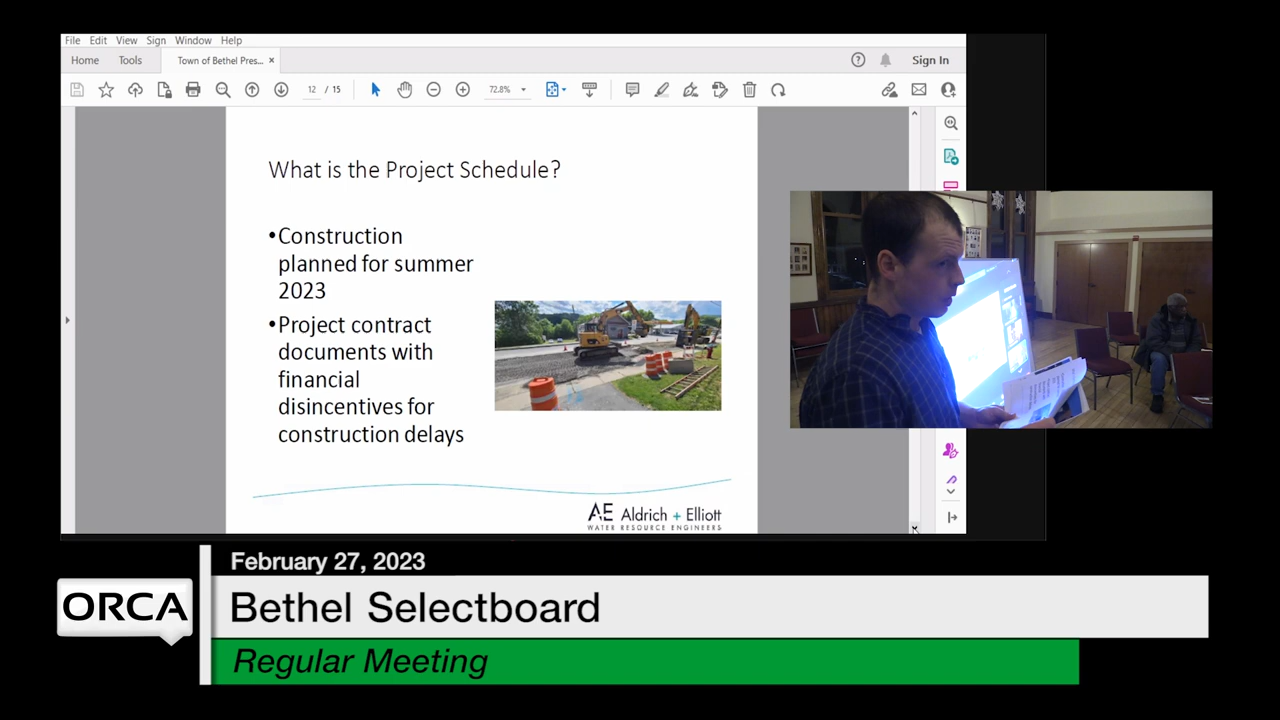 File Edit View Sign Window Help
Home Tools Town of Bethel Pres... × Sign In
12 / 15 72.8%
What is the Project Schedule?
•Construction
planned for summer
2023
•Project contract
documents with
financial
disincentives for
construction delays
AE Aldrich + Elliott
WATER RESOURCE ENGINEERS
February 27, 2023
ORCA
Bethel Selectboard
Regular Meeting